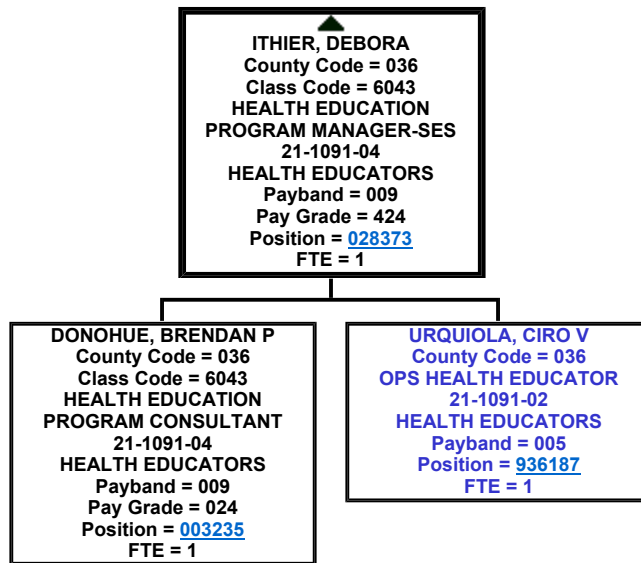 ITHIER, DEBORA
County Code = 036
Class Code = 6043
HEALTH EDUCATION
PROGRAM MANAGER-SES
21-1091-04
HEALTH EDUCATORS
Payband = 009
Pay Grade = 424
Position = 028373
FTE = 1
DONOHUE, BRENDAN P
County Code = 036
Class Code = 6043
HEALTH EDUCATION
PROGRAM CONSULTANT
21-1091-04
HEALTH EDUCATORS
Payband = 009
Pay Grade = 024
Position = 003235
FTE = 1
URQUIOLA, CIRO V
County Code = 036
OPS HEALTH EDUCATOR
21-1091-02
HEALTH EDUCATORS
Payband = 005
Position = 936187
FTE = 1